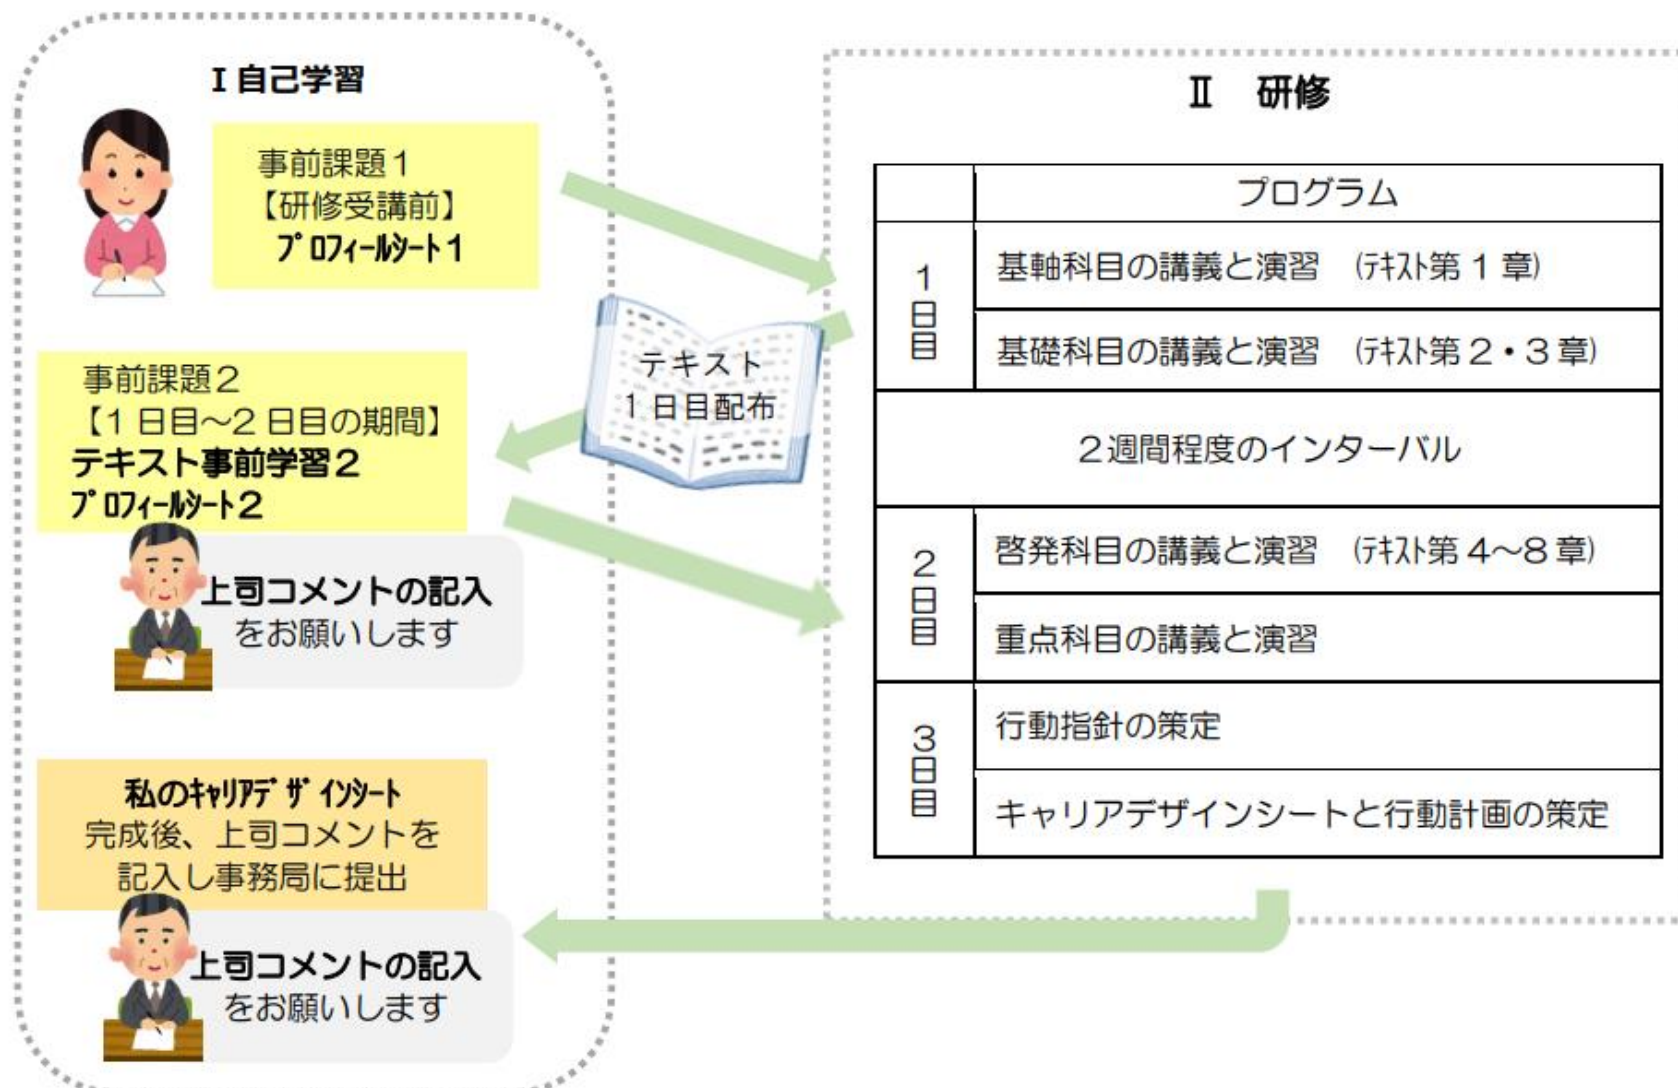 Ⅰ自己学習
事前課題１
【研修受講前】
ﾌﾟﾛﾌｨｰﾙｼｰﾄ１
事前課題２
【１日目～２日目の期間】
テキスト事前学習２
ﾌﾟﾛﾌｨｰﾙｼｰﾄ２
上司コメントの記入
をお願いします
私のｷｬﾘｱﾃﾞｻﾞｲﾝｼｰﾄ
完成後、上司コメントを
記入し事務局に提出
上司コメントの記入
をお願いします
テキスト
１日目配布
Ⅱ　研修
プログラム
１日目
基軸科目の講義と演習　(ﾃｷｽﾄ第１章)
基礎科目の講義と演習　(ﾃｷｽﾄ第２・３章)
２週間程度のインターバル
２日目
啓発科目の講義と演習　(ﾃｷｽﾄ第４～８章)
重点科目の講義と演習
３日目
行動指針の策定
キャリアデザインシートと行動計画の策定